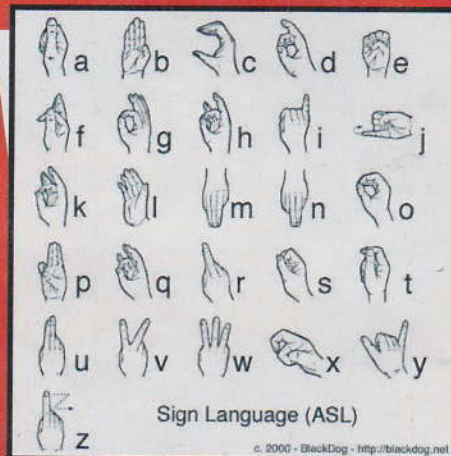 a b c d e
f g h i j
k l m n o
p q r s t
u v w x y
z
Sign Language (ASL)
c. 2000 - BlackDog - http://blackdog.net